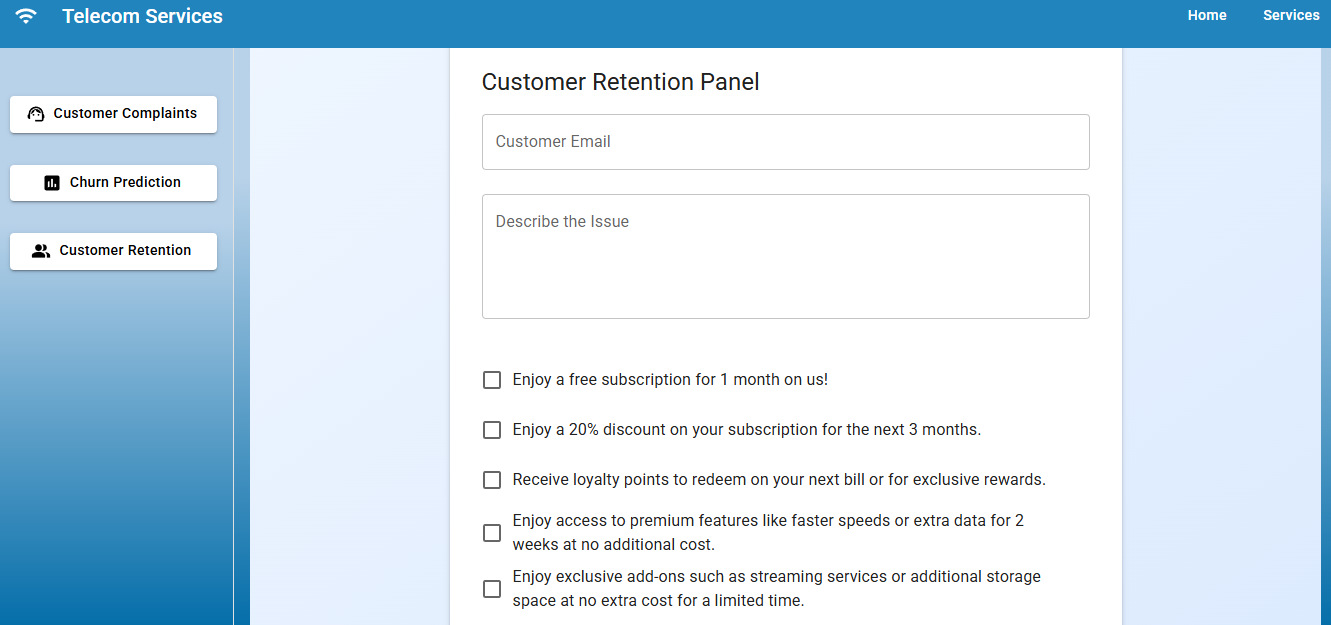 Telecom Services
Home
Services
Customer Complaints
Churn Prediction
Customer Retention
Customer Retention Panel
Customer Email
Describe the Issue
Enjoy a free subscription for 1 month on us!
Enjoy a 20% discount on your subscription for the next 3 months.
Receive loyalty points to redeem on your next bill or for exclusive rewards.
Enjoy access to premium features like faster speeds or extra data for 2
weeks at no additional cost.
Enjoy exclusive add-ons such as streaming services or additional storage
space at no extra cost for a limited time.